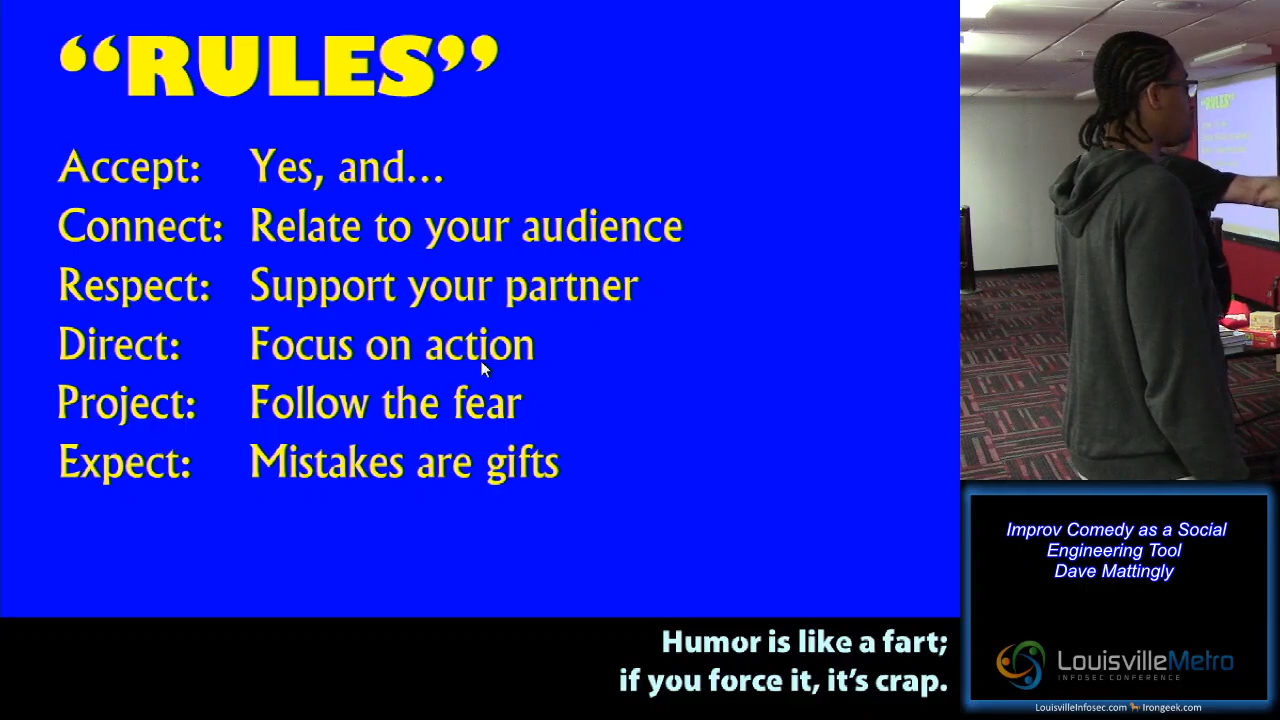 “RULES”
Accept: Yes, and...
Connect: Relate to your audience
Respect: Support your partner
Direct: Focus on action
Project: Follow the fear
Expect: Mistakes are gifts
Humor is like a fart;
if you force it, it’s crap.
"RULES"
Improv Comedy as a Social
Engineering Tool
Dave Mattingly
LouisvilleMetro
INFOSEC CONFERENCE
LouisvilleInfosec.com Irongeek.com